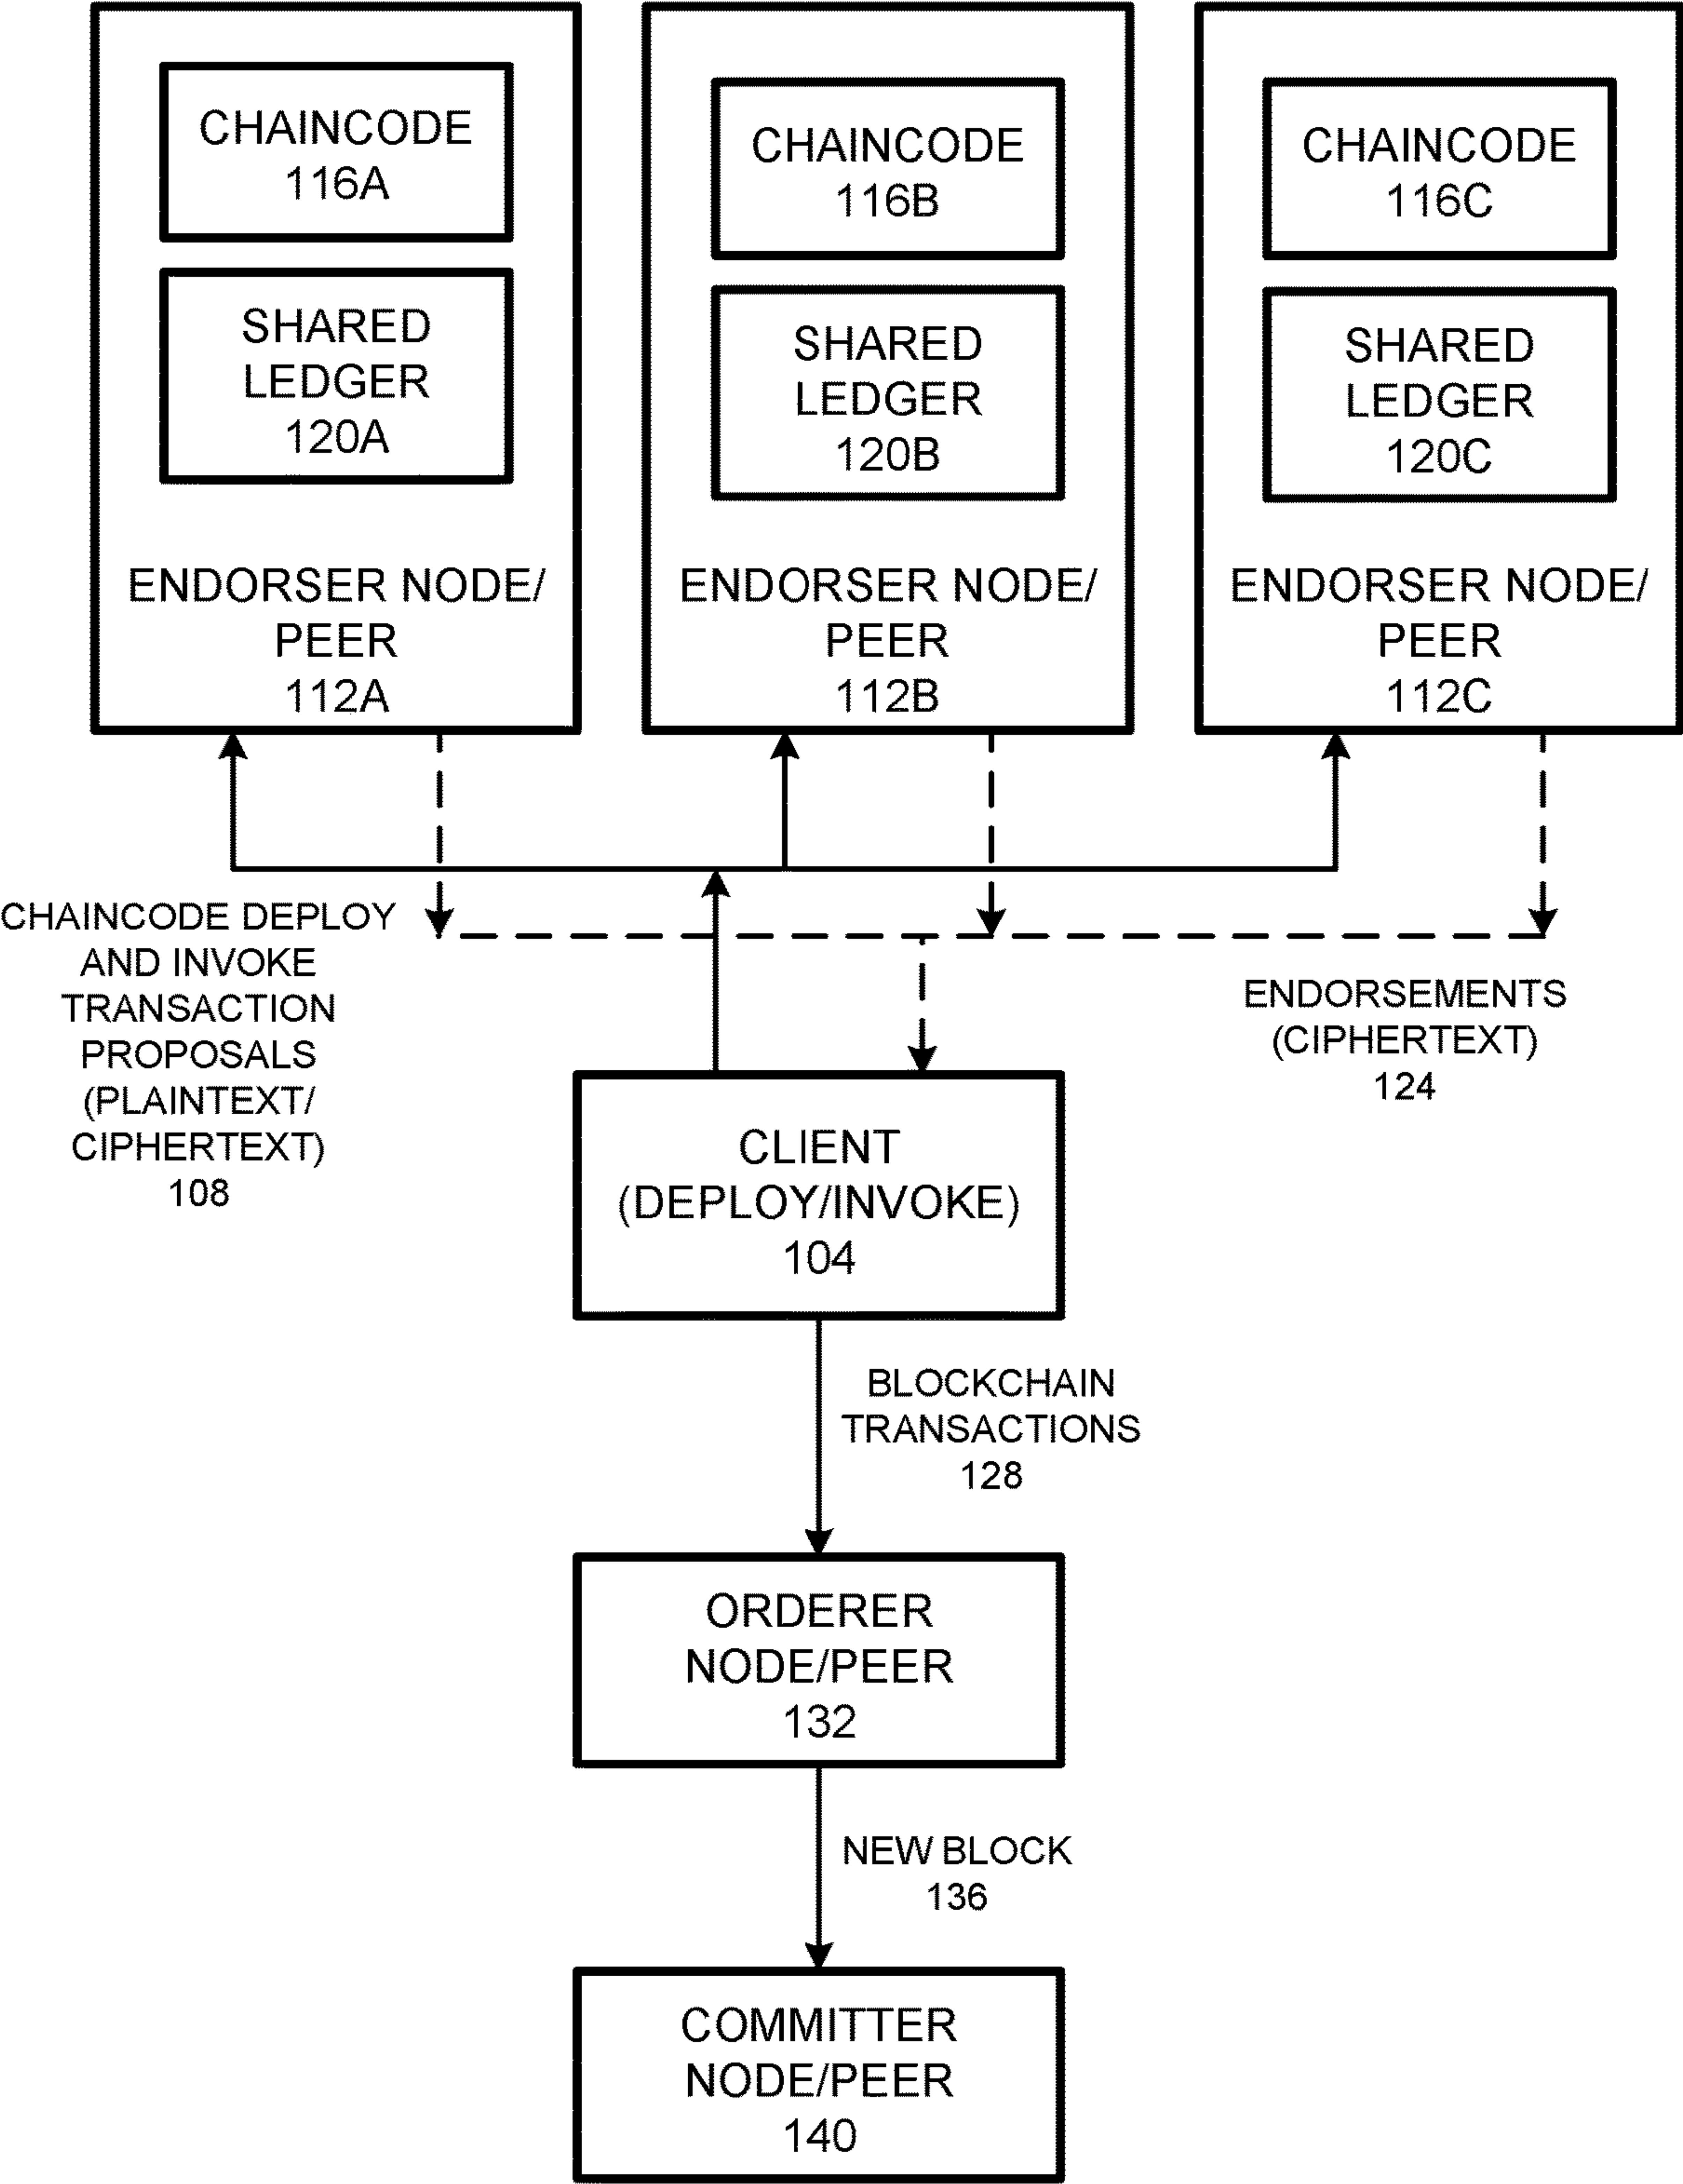 CHAINCODE
116A
SHARED
LEDGER
120A
ENDORSER NODE/
PEER
112A
CHAINCODE
116B
SHARED
LEDGER
120B
ENDORSER NODE/
PEER
112B
CHAINCODE
116C
SHARED
LEDGER
120C
ENDORSER NODE/
PEER
112C
CHAINCODE DEPLOY
AND INVOKE
TRANSACTION
PROPOSALS
(PLAINTEXT/
CIPHERTEXT)
108
ENDORSEMENTS
(CIPHERTEXT)
124
CLIENT
(DEPLOY/INVOKE)
104
BLOCKCHAIN
TRANSACTIONS
128
ORDERER
NODE/PEER
132
NEW BLOCK
136
COMMITTER
NODE/PEER
140